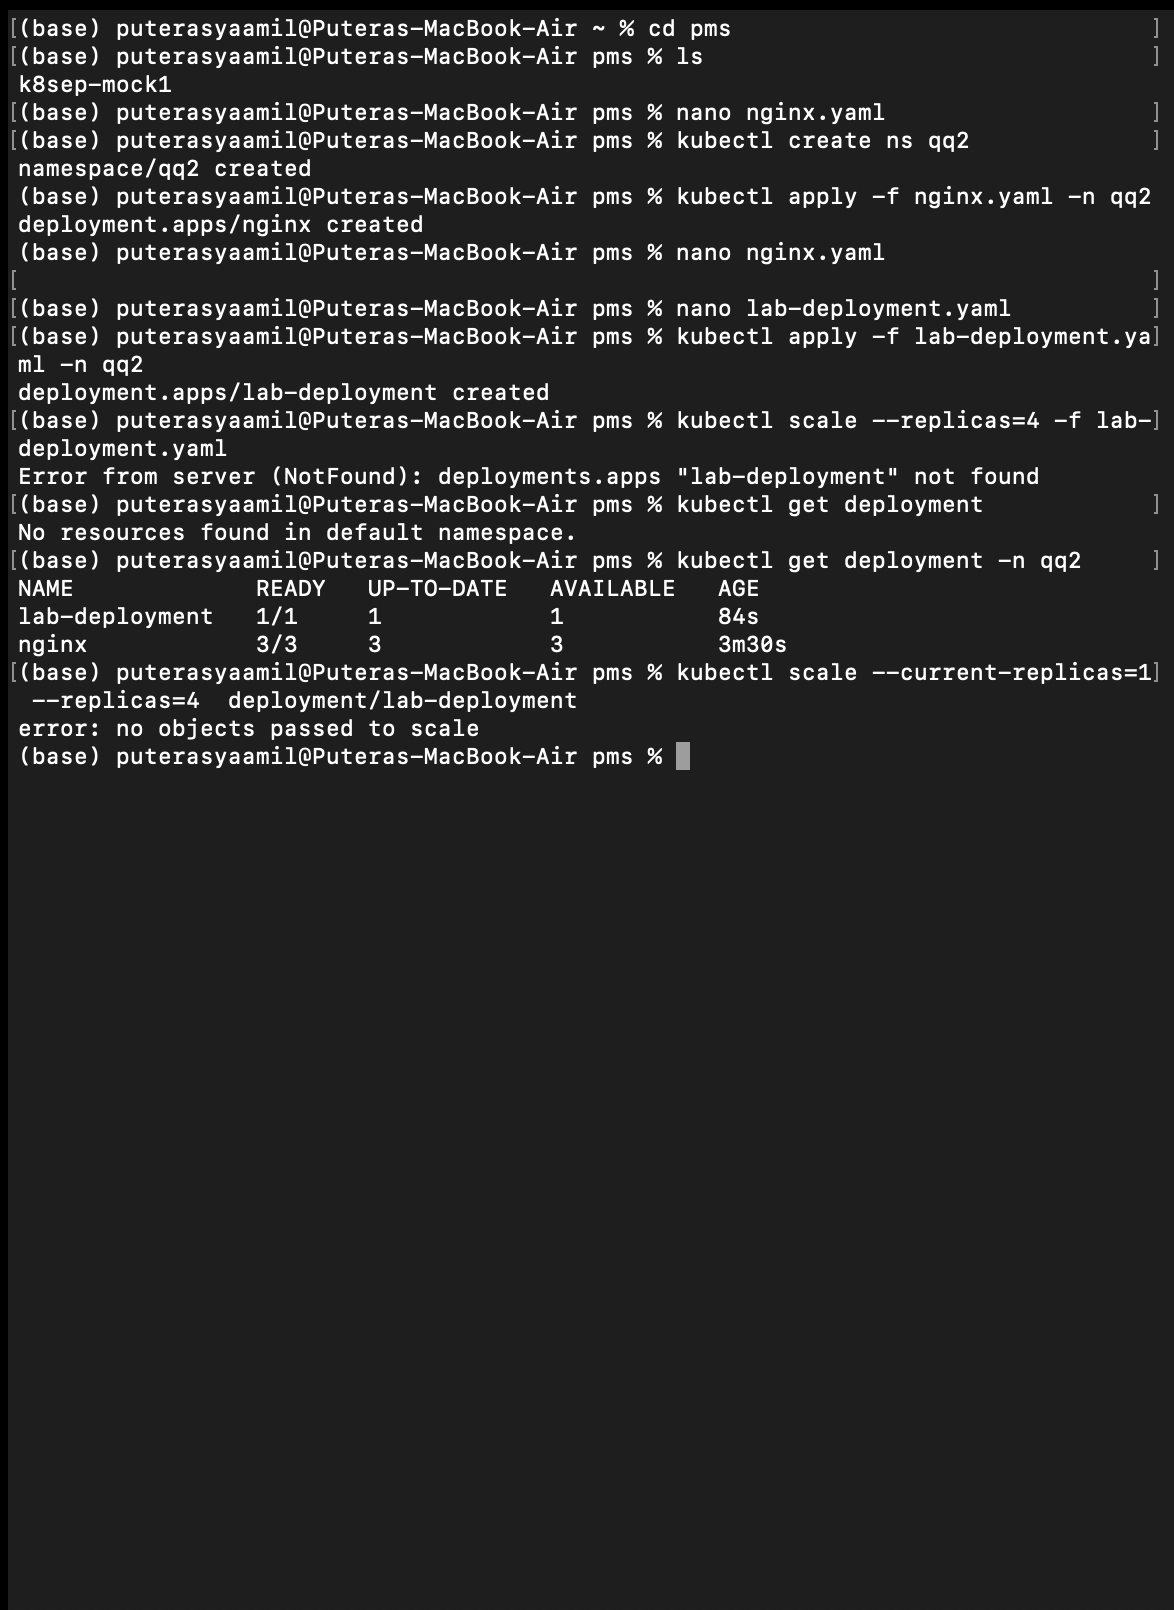 [(base) puterasyaamil@Puteras-MacBook-Air ~ % cd pms ]
[(base) puterasyaamil@Puteras-MacBook-Air pms % ls ]
k8sep-mock1
[(base) puterasyaamil@Puteras-MacBook-Air pms % nano nginx.yaml ]
[(base) puterasyaamil@Puteras-MacBook-Air pms % kubectl create ns qq2 ]
namespace/qq2 created
(base) puterasyaamil@Puteras-MacBook-Air pms % kubectl apply -f nginx.yaml -n qq2
deployment.apps/nginx created
(base) puterasyaamil@Puteras-MacBook-Air pms % nano nginx.yaml
[ ]
[(base) puterasyaamil@Puteras-MacBook-Air pms % nano lab-deployment.yaml ]
[(base) puterasyaamil@Puteras-MacBook-Air pms % kubectl apply -f lab-deployment.ya]
ml -n qq2
deployment.apps/lab-deployment created
[(base) puterasyaamil@Puteras-MacBook-Air pms % kubectl scale --replicas=4 -f lab-]
deployment.yaml
Error from server (NotFound): deployments.apps "lab-deployment" not found
[(base) puterasyaamil@Puteras-MacBook-Air pms % kubectl get deployment ]
No resources found in default namespace.
[(base) puterasyaamil@Puteras-MacBook-Air pms % kubectl get deployment -n qq2 ]
NAME READY UP-TO-DATE AVAILABLE AGE
lab-deployment 1/1 1 1 84s
nginx 3/3 3 3 3m30s
[(base) puterasyaamil@Puteras-MacBook-Air pms % kubectl scale --current-replicas=1]
--replicas=4 deployment/lab-deployment
error: no objects passed to scale
(base) puterasyaamil@Puteras-MacBook-Air pms %